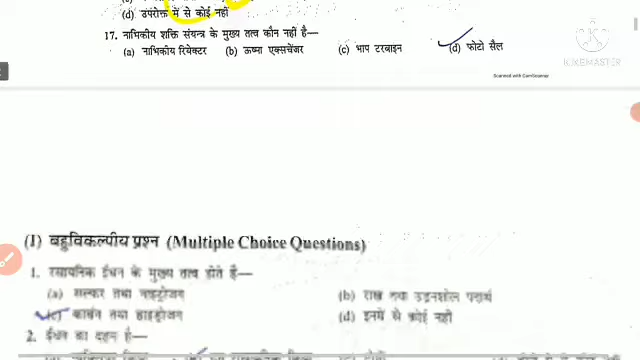 (d) उपरोक्त में से कोई नहीं
17. नाभिकीय शक्ति संयन्त्र के मुख्य तत्व कौन नहीं है—
(a) नाभिकीय रियेक्टर (b) ऊष्मा एक्सचेंजर (c) भाप टरबाइन (d) फोटो सैल
Scanned with CamScanner
KINEMASTER
(I) बहुविकल्पीय प्रश्न (Multiple Choice Questions)
1. रसायनिक ईंधन के मुख्य तत्व होते है—
(a) सल्फर तथा नाइट्रोजन (b) राख तथा उड़नशील पदार्थ
(c) कार्बन तथा हाइड्रोजन (d) इनमें से कोई नहीं
2. ईंधन का दहन है-